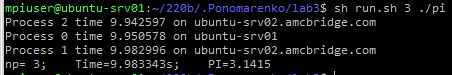 mpiuser@ubuntu-srv01:~/220b/.Ponomarenko/lab3$ sh run.sh 3 ./pi
Process 2 time 9.942597 on ubuntu-srv02.amcbridge.com
Process 0 time 9.950578 on ubuntu-srv01
Process 1 time 9.982996 on ubuntu-srv02.amcbridge.com
np= 3;    Time=9.983343s;    PI=3.1415